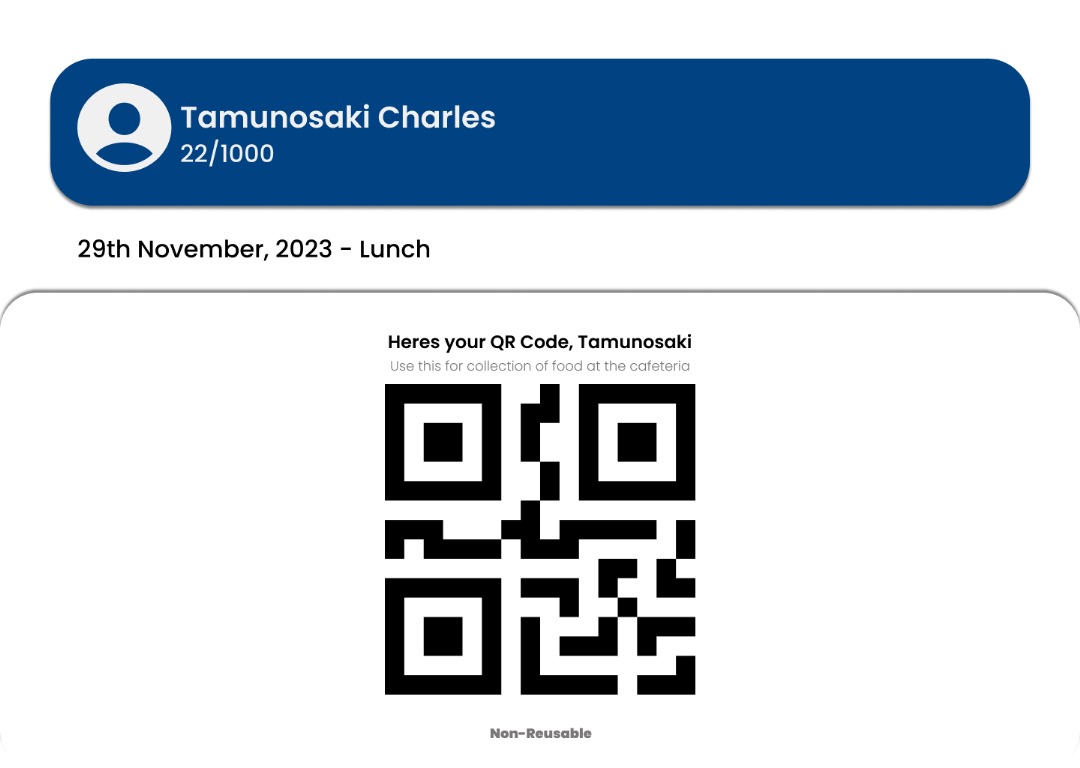 Tamunosaki Charles
22/1000
29th November, 2023 - Lunch
Heres your QR Code, Tamunosaki
Use this for collection of food at the cafeteria
Non-Reusable